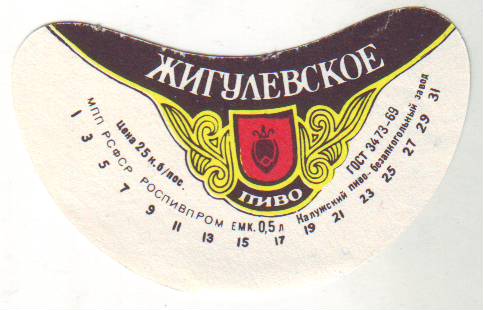 ЖИГУЛЕВСКОЕ
ПИВО
Цена 25 к.б/пос.
ГОСТ 3473-69
МПП РСФСР РОСПИВПРОМ ЕМК. 0,5 л Калужский пиво-безалкогольный завод
1 3 5 7 9 11 13 15 17 19 21 23 25 27 29 31